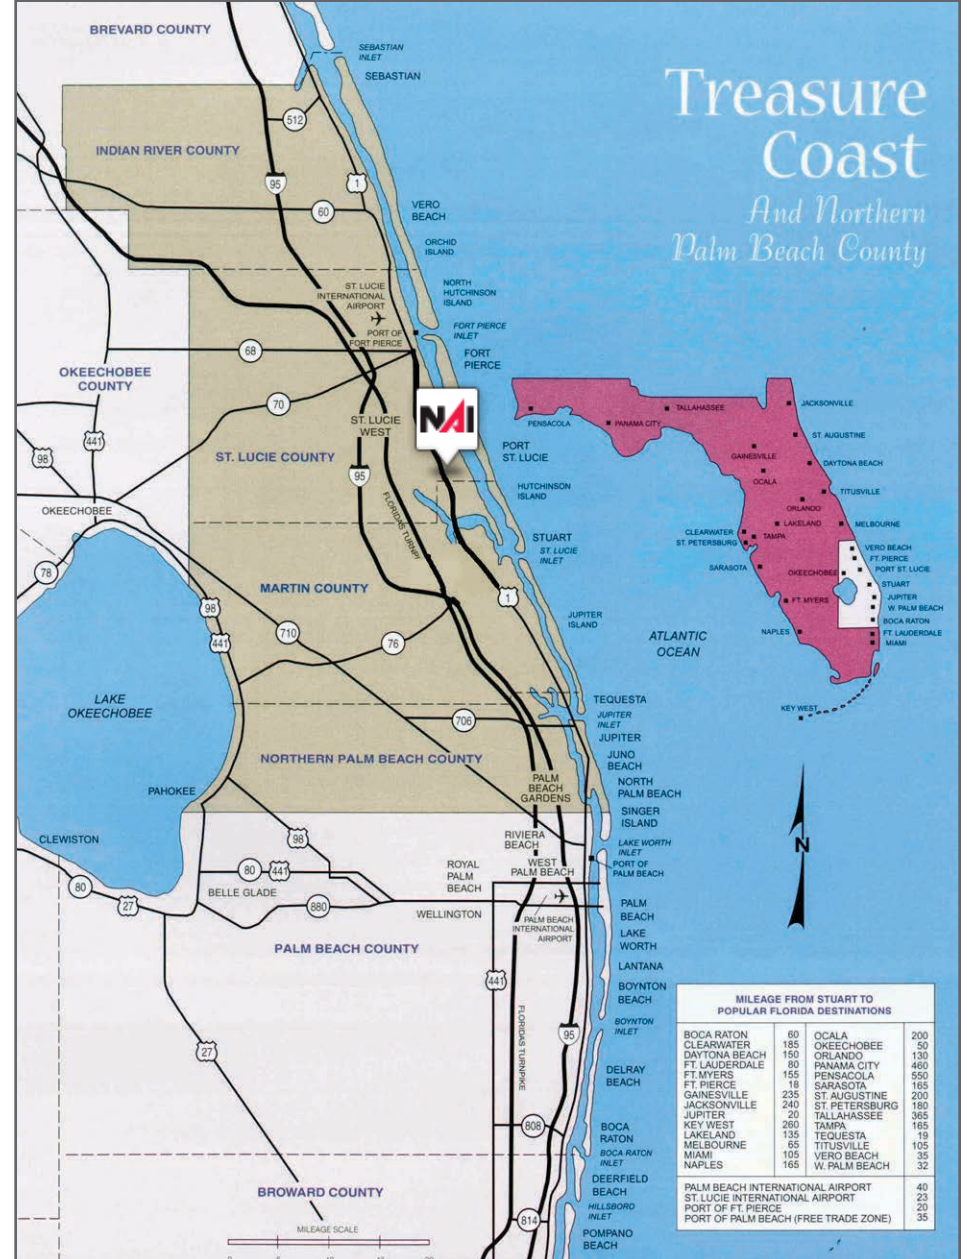 BREVARD COUNTY
SEBASTIAN
INLET
SEBASTIAN
Treasure
Coast
And Northern
Palm Beach County
512
INDIAN RIVER COUNTY
95
1
60
VERO
BEACH
ORCHID
ISLAND
ST. LUCIE
INTERNATIONAL
AIRPORT
NORTH
HUTCHINSON
ISLAND
PORT OF
FORT PIERCE
FORT PIERCE
INLET
68
FORT
PIERCE
OKEECHOBEE
COUNTY
70
ST. LUCIE
WEST
NAI
441
98
ST. LUCIE COUNTY
95
PORT
ST. LUCIE
HUTCHINSON
ISLAND
FLORIDAS TURNPI
OKEECHOBEE
STUART
ST. LUCIE
INLET
78
MARTIN COUNTY
98
441
710
76
1
JUPITER
ISLAND
ATLANTIC
OCEAN
LAKE
OKEECHOBEE
TEQUESTA
706
JUPITER
INLET
JUPITER
NORTHERN PALM BEACH COUNTY
JUNO
BEACH
PALM
BEACH
GARDENS
NORTH
PALM BEACH
PAHOKEE
SINGER
ISLAND
CLEWISTON
98
RIVIERA
BEACH
LAKE WORTH
INLET
80
441
ROYAL
PALM
BEACH
WEST
PALM BEACH
PORT OF
PALM BEACH
80
27
BELLE GLADE
880
WELLINGTON
PALM BEACH
INTERNATIONAL
AIRPORT
PALM
BEACH
PALM BEACH COUNTY
LAKE
WORTH
LANTANA
441
BOYNTON
BEACH
FLORIDAS TURNPIKE
95
BOYNTON
INLET
27
DELRAY
BEACH
808
BOCA
RATON
BOCA RATON
INLET
DEERFIELD
BEACH
BROWARD COUNTY
HILLSBORO
INLET
814
MILEAGE SCALE
0 5 10 15 20
POMPANO
BEACH
JACKSONVILLE
TALLAHASSEE
PENSACOLA
PANAMA CITY
ST. AUGUSTINE
GAINESVILLE
DAYTONA BEACH
OCALA
TITUSVILLE
ORLANDO
LAKELAND
MELBOURNE
CLEARWATER
TAMPA
ST. PETERSBURG
VERO BEACH
FT. PIERCE
SARASOTA
OKEECHOBEE
PORT ST. LUCIE
STUART
FT. MYERS
JUPITER
W. PALM BEACH
BOCA RATON
NAPLES
FT. LAUDERDALE
MIAMI
KEY WEST
N
MILEAGE FROM STUART TO
POPULAR FLORIDA DESTINATIONS
BOCA RATON 60 OCALA 200
CLEARWATER 185 OKEECHOBEE 50
DAYTONA BEACH 150 ORLANDO 130
FT. LAUDERDALE 80 PANAMA CITY 460
FT.MYERS 155 PENSACOLA 550
FT. PIERCE 18 SARASOTA 165
GAINESVILLE 235 ST. AUGUSTINE 200
JACKSONVILLE 240 ST. PETERSBURG 180
JUPITER 20 TALLAHASSEE 365
KEY WEST 260 TAMPA 165
LAKELAND 135 TEQUESTA 19
MELBOURNE 65 TITUSVILLE 105
MIAMI 105 VERO BEACH 35
NAPLES 165 W. PALM BEACH 32
PALM BEACH INTERNATIONAL AIRPORT 40
ST. LUCIE INTERNATIONAL AIRPORT 23
PORT OF FT. PIERCE 20
PORT OF PALM BEACH (FREE TRADE ZONE) 35